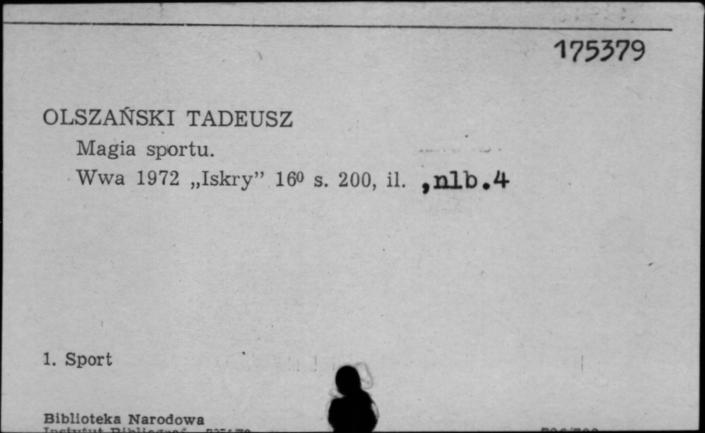 175379
OLSZAŃSKI TADEUSZ
Magia sportu.
Wwa 1972 „Iskry” 16⁰ s. 200, il. ,nlb.4
1. Sport
Biblioteka Narodowa